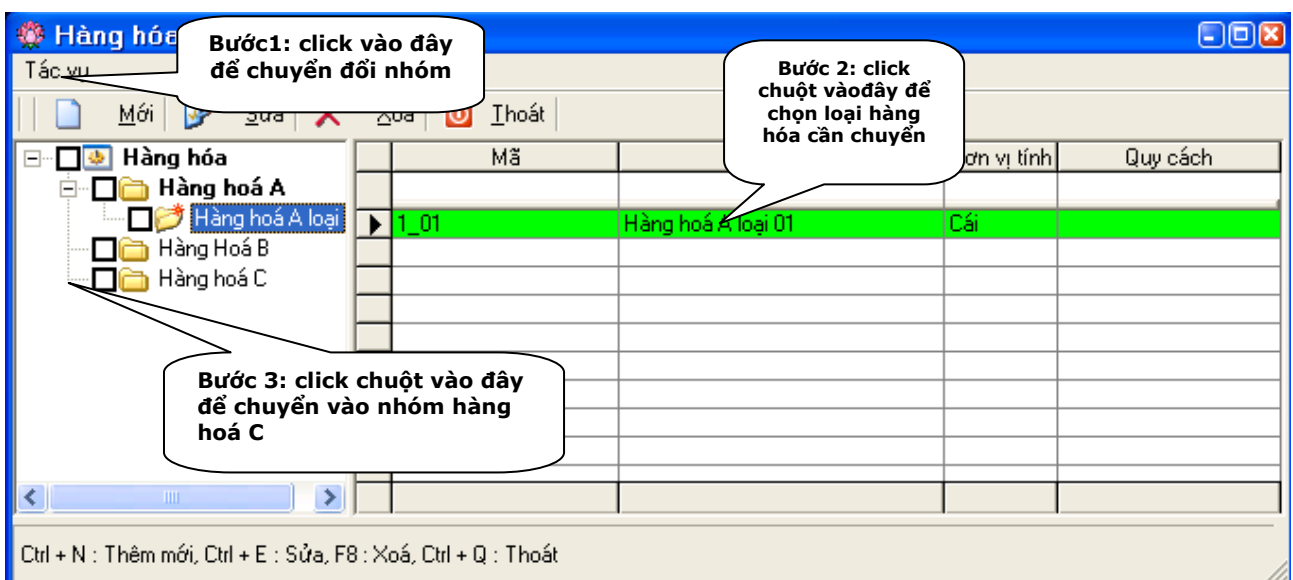 Hàng hóa
Bước1: click vào đây
để chuyển đổi nhóm
Bước 2: click
chuột vàođây để
chọn loại hàng
hóa cần chuyển
Tác vụ
Mới Sửa Xóa Thoát
Hàng hóa
Hàng hoá A
Hàng hoá A loại
Hàng Hoá B
Hàng hoá C
Mã ơn vị tính Quy cách
1_01 Hàng hoá A loại 01 Cái
Bước 3: click chuột vào đây
để chuyển vào nhóm hàng
hoá C
Ctrl + N : Thêm mới, Ctrl + E : Sửa, F8 : Xoá, Ctrl + Q : Thoát